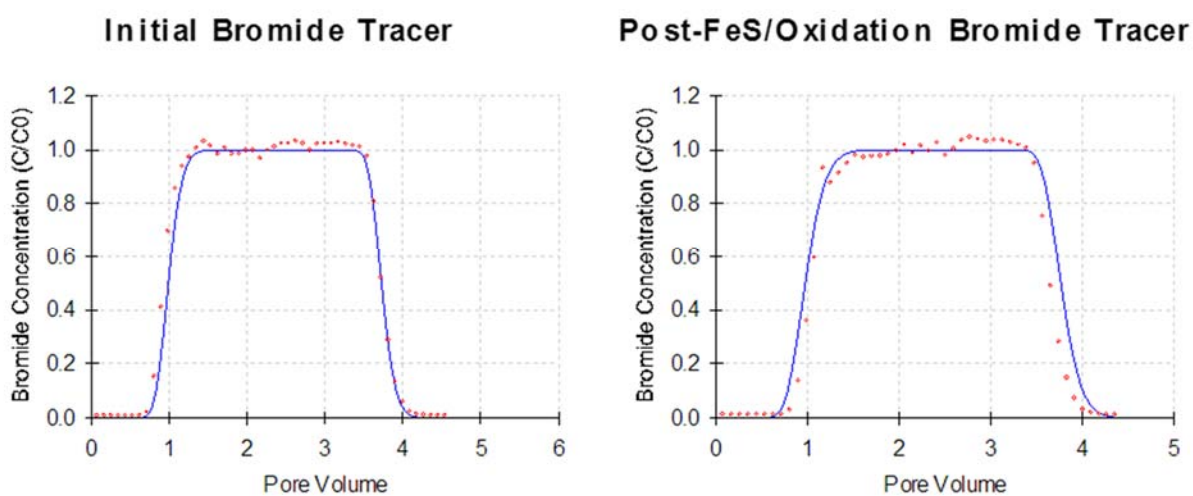 Initial Bromide Tracer
Bromide Concentration (C/C0)
1.2
1.0
0.8
0.6
0.4
0.2
0.0
0 1 2 3 4 5 6
Pore Volume
Post-FeS/Oxidation Bromide Tracer
Bromide Concentration (C/C0)
1.2
1.0
0.8
0.6
0.4
0.2
0.0
0 1 2 3 4 5
Pore Volume